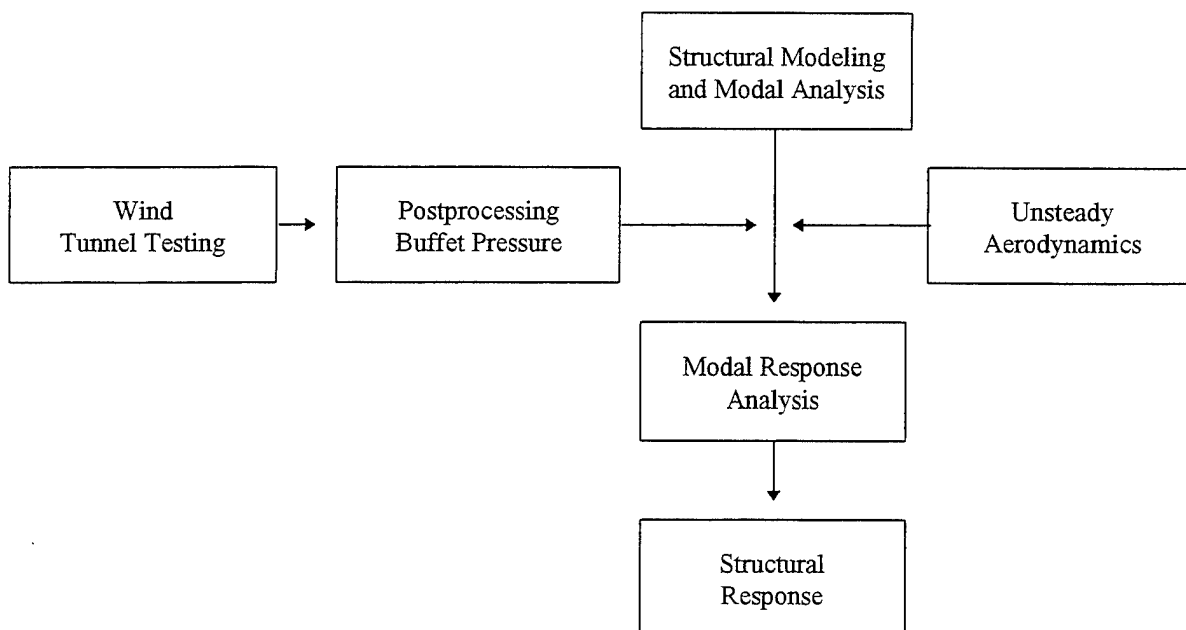 Structural Modeling
and Modal Analysis
Wind
Tunnel Testing
Postprocessing
Buffet Pressure
Unsteady
Aerodynamics
Modal Response
Analysis
Structural
Response